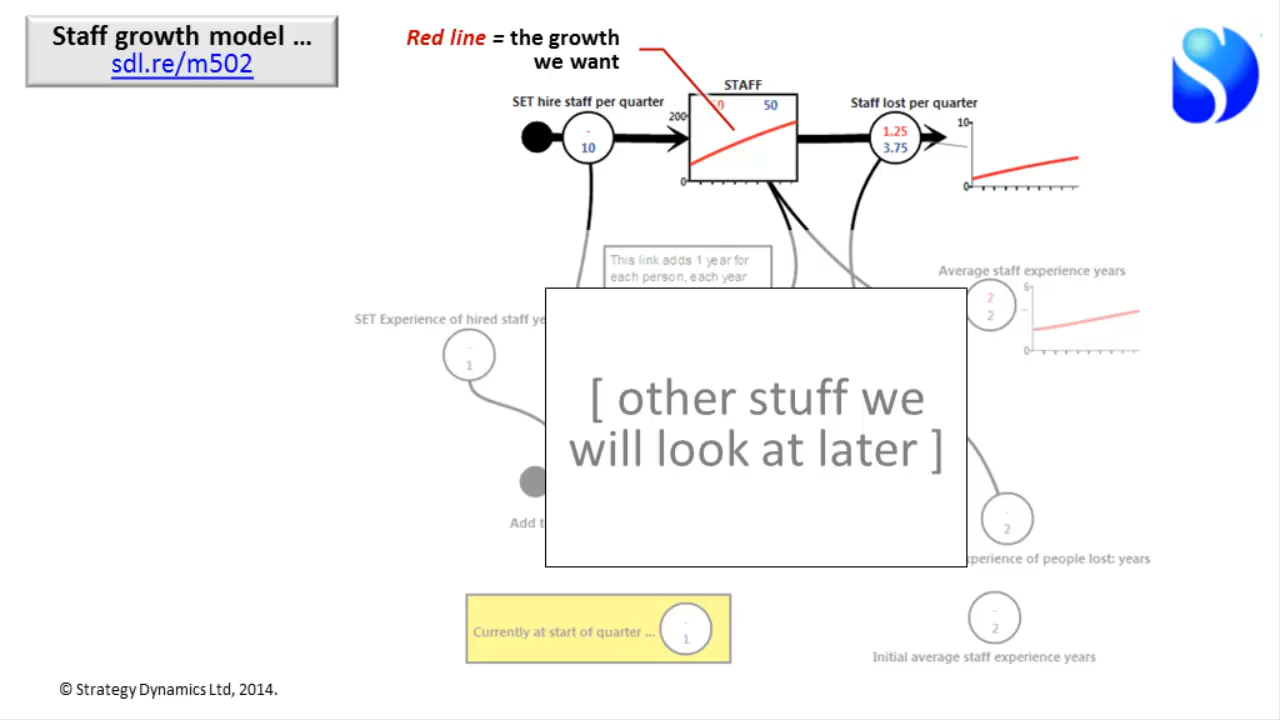 Staff growth model ...
sdl.re/m502
Red line = the growth
we want
STAFF
SET hire staff per quarter
Staff lost per quarter
200
50
0
-
10
1.25
3.75
10
0
This link adds 1 year for
each person, each year
Average staff experience years
SET Experience of hired staff
2
2
6
0
-
1
[ other stuff we
will look at later ]
Add
-
2
of people lost: years
Currently at start of quarter ...
-
1
-
2
Initial average staff experience years
© Strategy Dynamics Ltd, 2014.